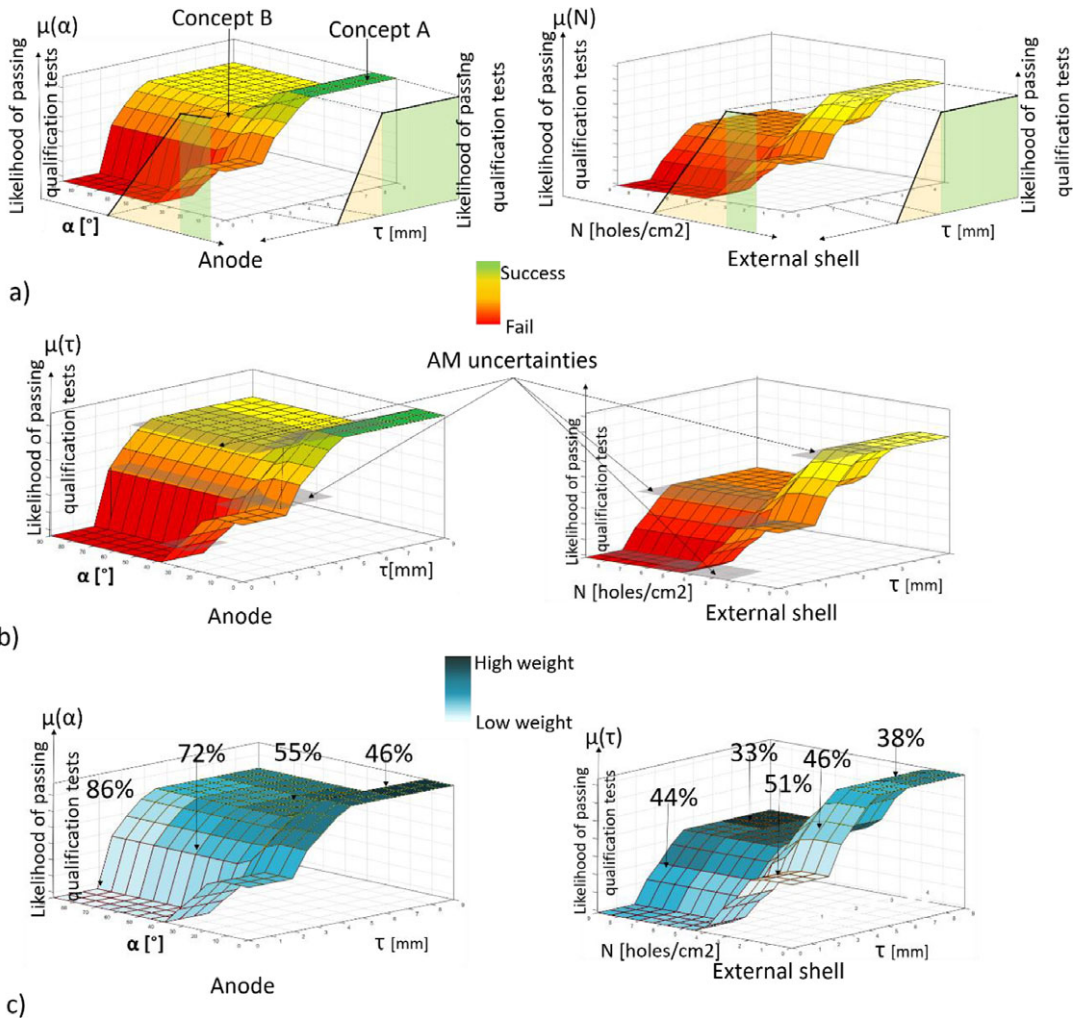 μ(α)
Concept B
Concept A
μ(N)
Likelihood of passing
qualification tests
Likelihood of passing
qualification tests
Likelihood of passing
qualification tests
Likelihood of passing
qualification tests
α [°]
τ [mm]
Anode
N [holes/cm2]
τ [mm]
External shell
a)
Success
Fail
μ(τ)
AM uncertainties
Likelihood of passing
qualification tests
Likelihood of passing
qualification tests
α [°]
τ[mm]
Anode
N [holes/cm2]
τ [mm]
External shell
b)
High weight
Low weight
μ(α)
72%
55%
46%
86%
μ(τ)
33%
46%
38%
51%
44%
Likelihood of passing
qualification tests
Likelihood of passing
qualification tests
α [°]
τ [mm]
Anode
N [holes/cm2]
τ [mm]
External shell
c)